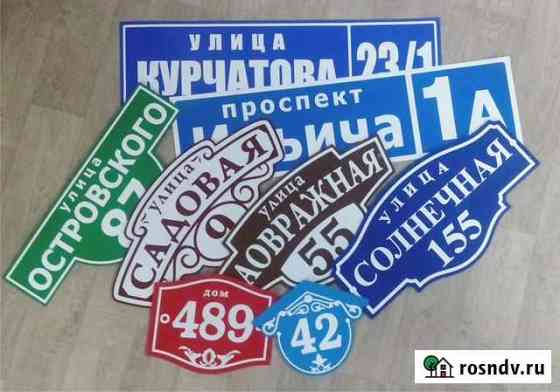 УЛИЦА
КУРЧАТОВА
23/1
проспект
1А
улица
ОСТРОВСКОГО
87
улица
САДОВАЯ
9
улица
55
УЛИЦА
СОЛНЕЧНАЯ
155
дом
489
42
rosndv.ru